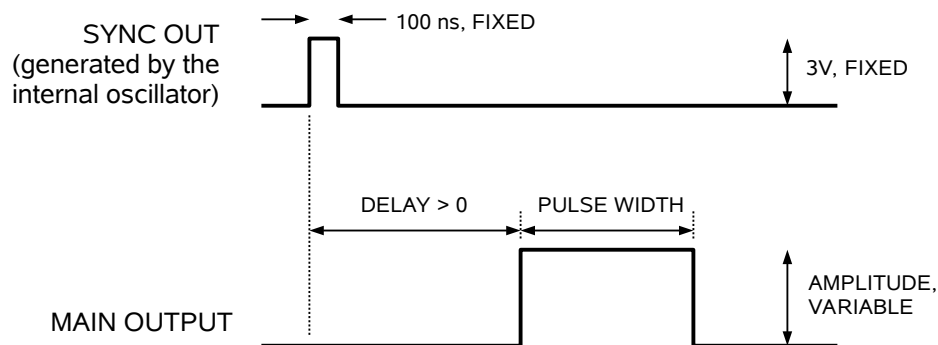 100 ns, FIXED
SYNC OUT
(generated by the
internal oscillator)
3V, FIXED
DELAY > 0
PULSE WIDTH
AMPLITUDE,
VARIABLE
MAIN OUTPUT